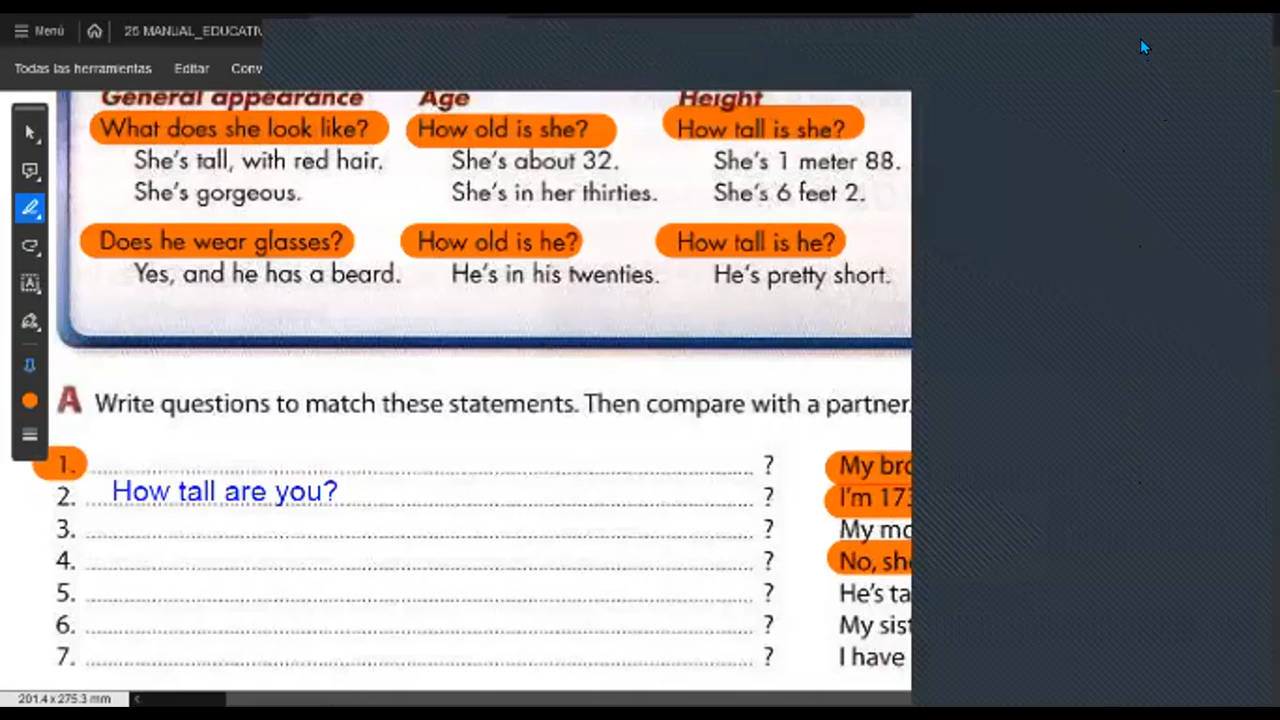 Menú
26 MANUAL_EDUCATIV
Todas las herramientas Editar Conv
General appearance Age Height
What does she look like? How old is she? How tall is she?
She's tall, with red hair. She's about 32. She's 1 meter 88.
She's gorgeous. She's in her thirties. She's 6 feet 2.
Does he wear glasses? How old is he? How tall is he?
Yes, and he has a beard. He's in his twenties. He's pretty short.
A Write questions to match these statements. Then compare with a partner.
1. ? My bro
2. How tall are you? ? I'm 173
3. ? My mo
4. ? No, she
5. ? He's ta
6. ? My sist
7. ? I have
201.4 x 275.3 mm